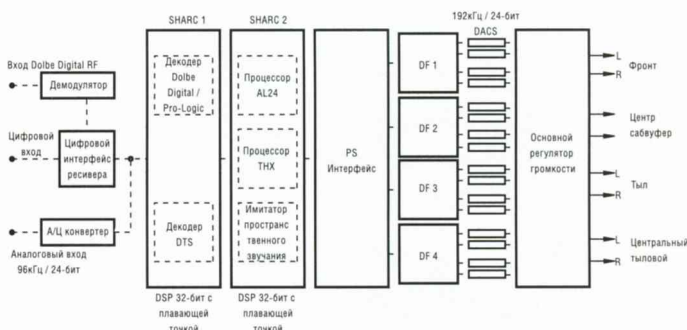 SHARC 1
SHARC 2
192кГц / 24-бит
DACS
Вход Dolbe Digital RF
Демодулятор
Цифровой
вход
Цифровой
интерфейс
ресивера
А/Ц конвертер
Аналоговый вход
96кГц / 24-бит
Декодер
Dolbe
Digital /
Pro-Logic
Декодер
DTS
DSP 32-бит с
плавающей
точкой
Процессор
AL24
Процессор
THX
Имитатор
простран
ственного
звучания
DSP 32-бит с
плавающей
точкой
PS
Интерфейс
DF 1
DF 2
DF 3
DF 4
Основной
регулятор
громкости
L
Фронт
R
Центр
сабвуфер
L
Тыл
R
L
Центральный
тыловой
R